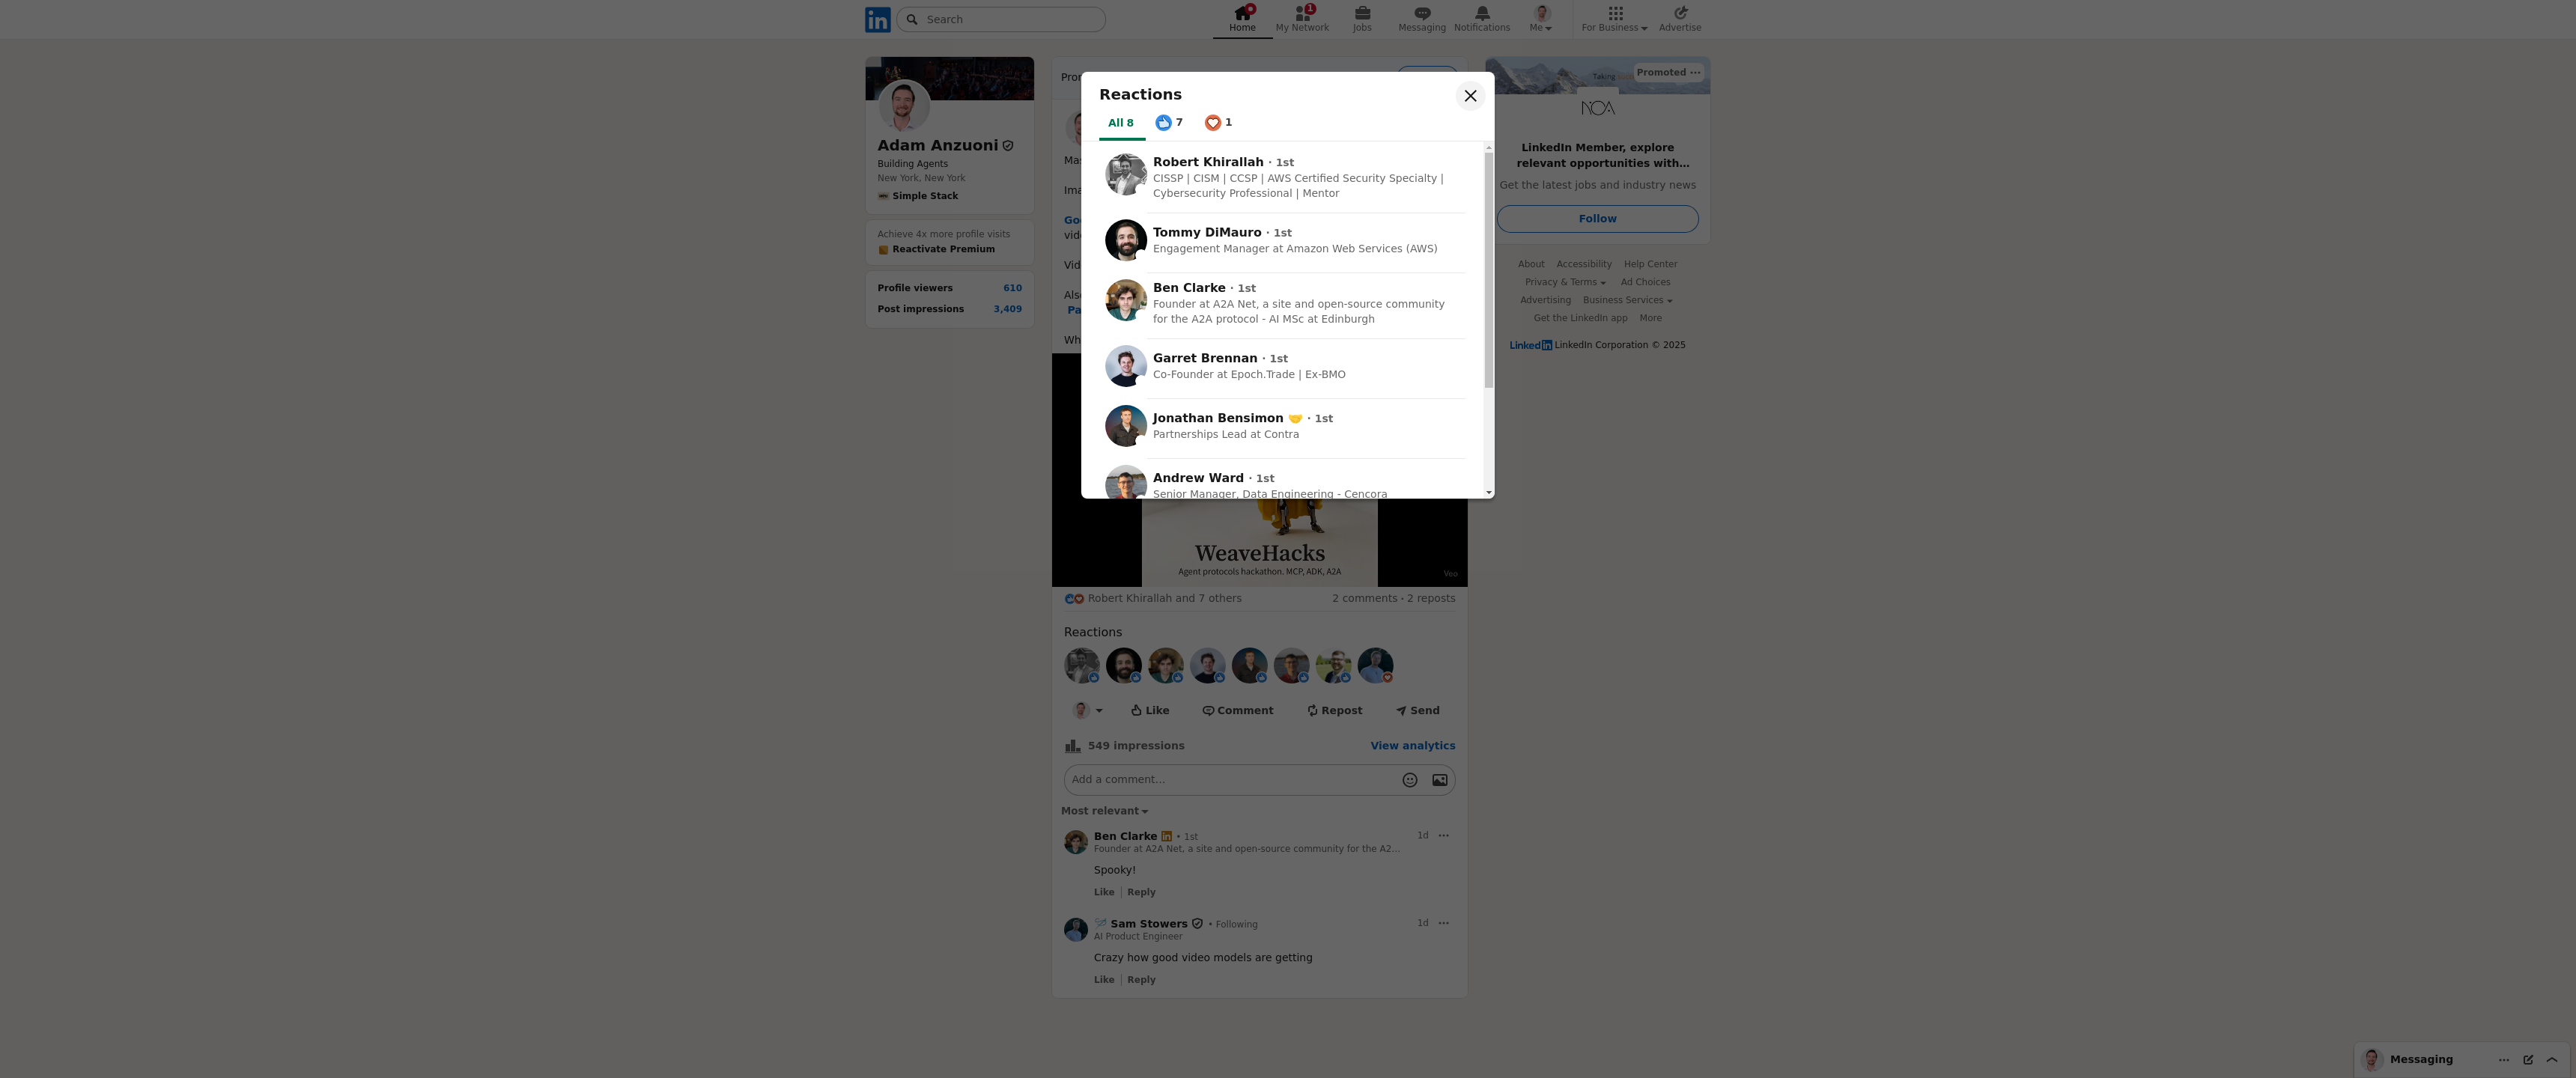 in
Search
Home
1
My Network
Jobs
Messaging
Notifications
Me
For Business
Advertise
Adam Anzuoni
Building Agents
New York, New York
Simple Stack
Achieve 4x more profile visits
Reactivate Premium
Profile viewers 610
Post impressions 3,409
Reactions
All 8
7
1
Robert Khirallah · 1st
CISSP | CISM | CCSP | AWS Certified Security Specialty |
Cybersecurity Professional | Mentor
Tommy DiMauro · 1st
Engagement Manager at Amazon Web Services (AWS)
Ben Clarke · 1st
Founder at A2A Net, a site and open-source community
for the A2A protocol - AI MSc at Edinburgh
Garret Brennan · 1st
Co-Founder at Epoch.Trade | Ex-BMO
Jonathan Bensimon 🤝 · 1st
Partnerships Lead at Contra
Andrew Ward · 1st
Senior Manager, Data Engineering - Cencora
WeaveHacks
Agent protocols hackathon. MCP, ADK, A2A
Veo
Robert Khirallah and 7 others
2 comments · 2 reposts
Reactions
Like
Comment
Repost
Send
549 impressions
View analytics
Add a comment...
Most relevant
Ben Clarke in • 1st
1d
Founder at A2A Net, a site and open-source community for the A2...
Spooky!
Like | Reply
Sam Stowers • Following
1d
AI Product Engineer
Crazy how good video models are getting
Like | Reply
Taking
Promoted
NOA
LinkedIn Member, explore
relevant opportunities with...
Get the latest jobs and industry news
Follow
About Accessibility Help Center
Privacy & Terms Ad Choices
Advertising Business Services
Get the LinkedIn app More
LinkedIn LinkedIn Corporation © 2025
Messaging